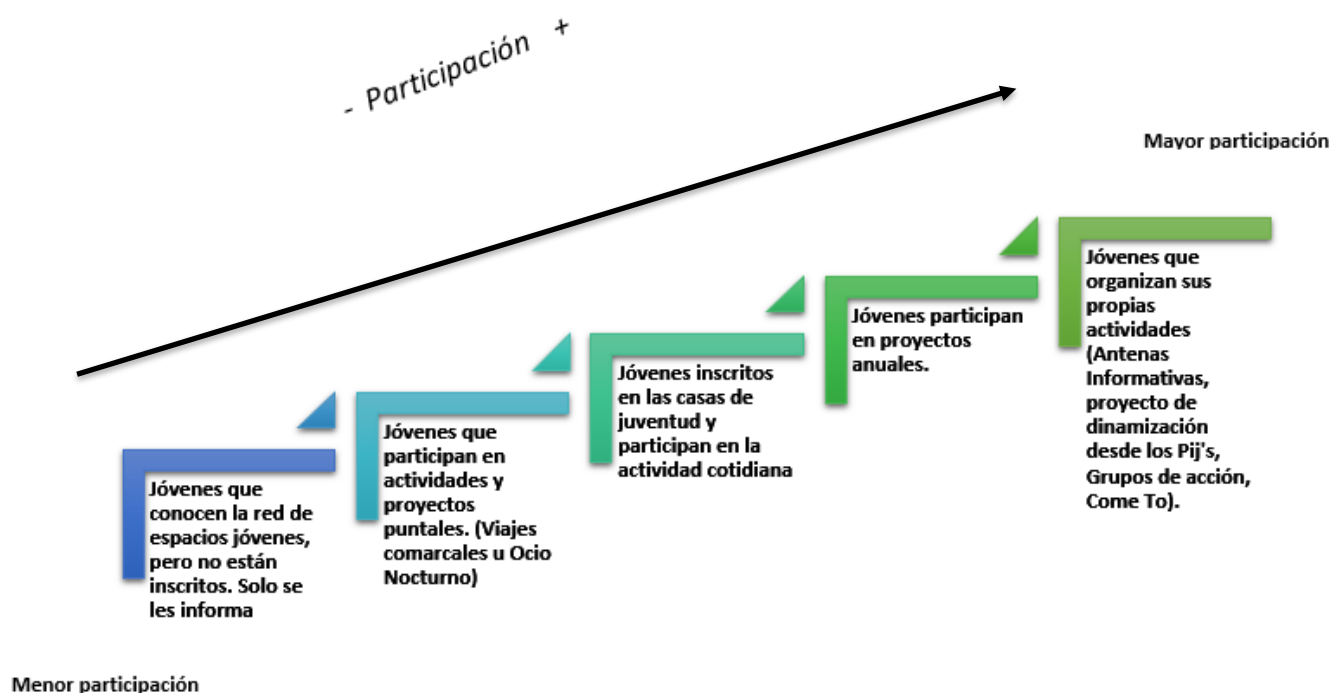 - Participación +
Mayor participación
Jóvenes que
organizan sus
propias
actividades
(Antenas
Informativas,
proyecto de
dinamización
desde los Pij's,
Grupos de acción,
Come To).
Jóvenes participan
en proyectos
anuales.
Jóvenes inscritos
en las casas de
juventud y
participan en la
actividad cotidiana
Jóvenes que
participan en
actividades y
proyectos
puntales. (Viajes
comarcales u Ocio
Nocturno)
Jóvenes que
conocen la red de
espacios jóvenes,
pero no están
inscritos. Solo se
les informa
Menor participación